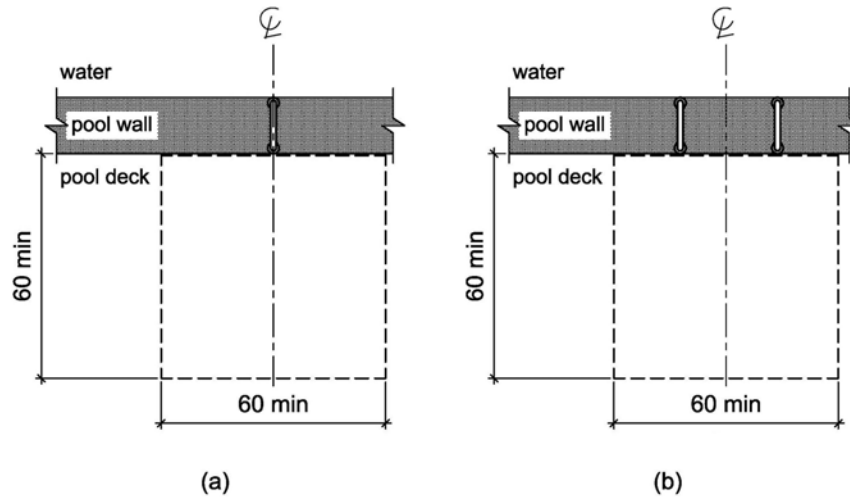 ℄
water
pool wall
pool deck
60 min
60 min
(a)
℄
water
pool wall
pool deck
60 min
60 min
(b)